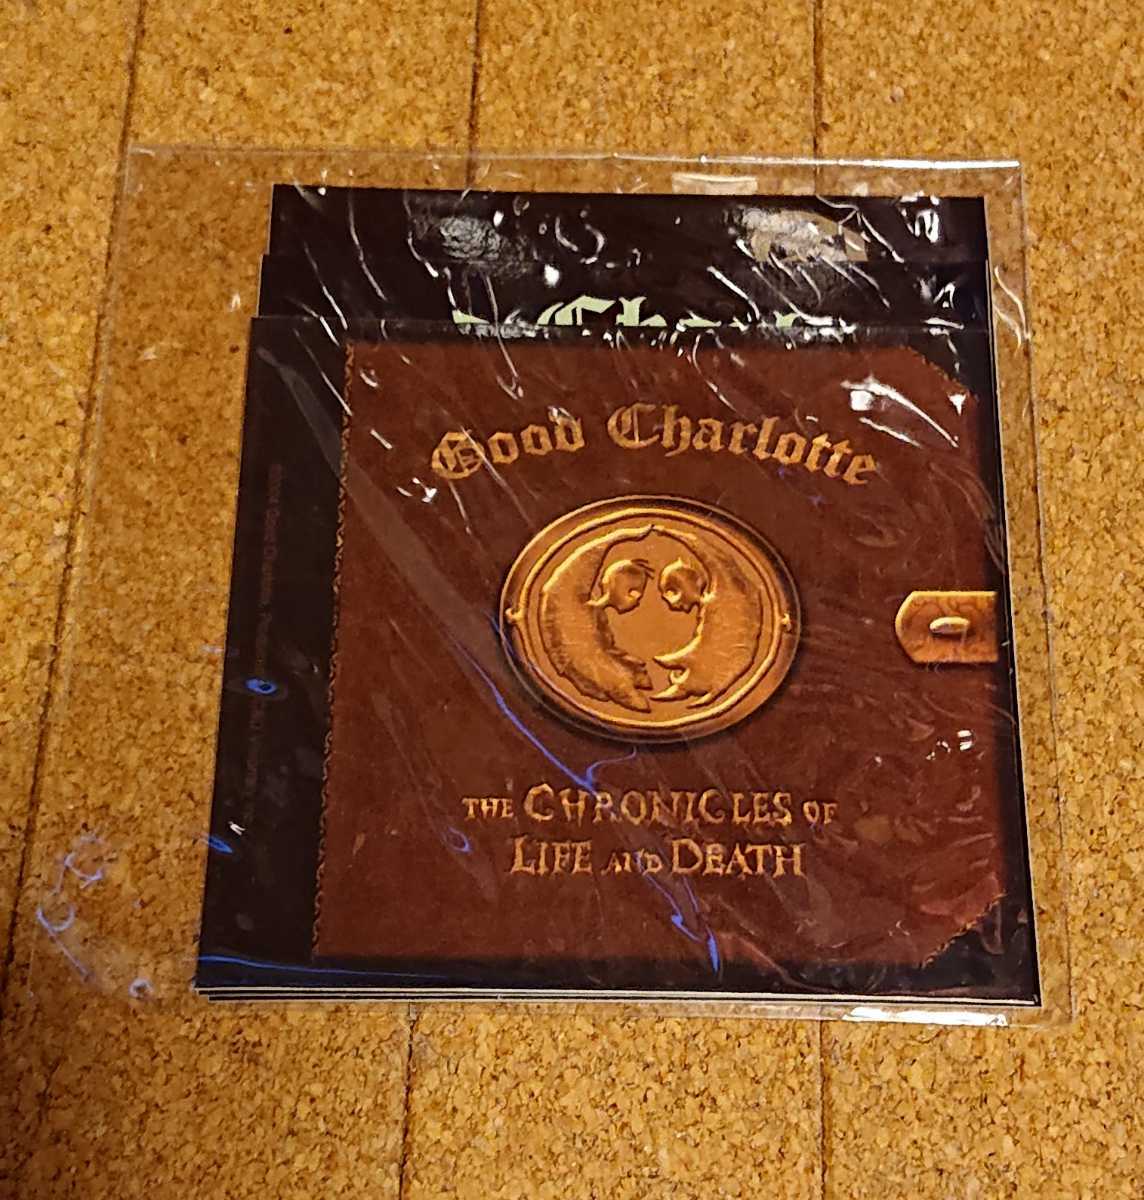 Good Charlotte
THE CHRONICLES OF
LIFE AND DEATH